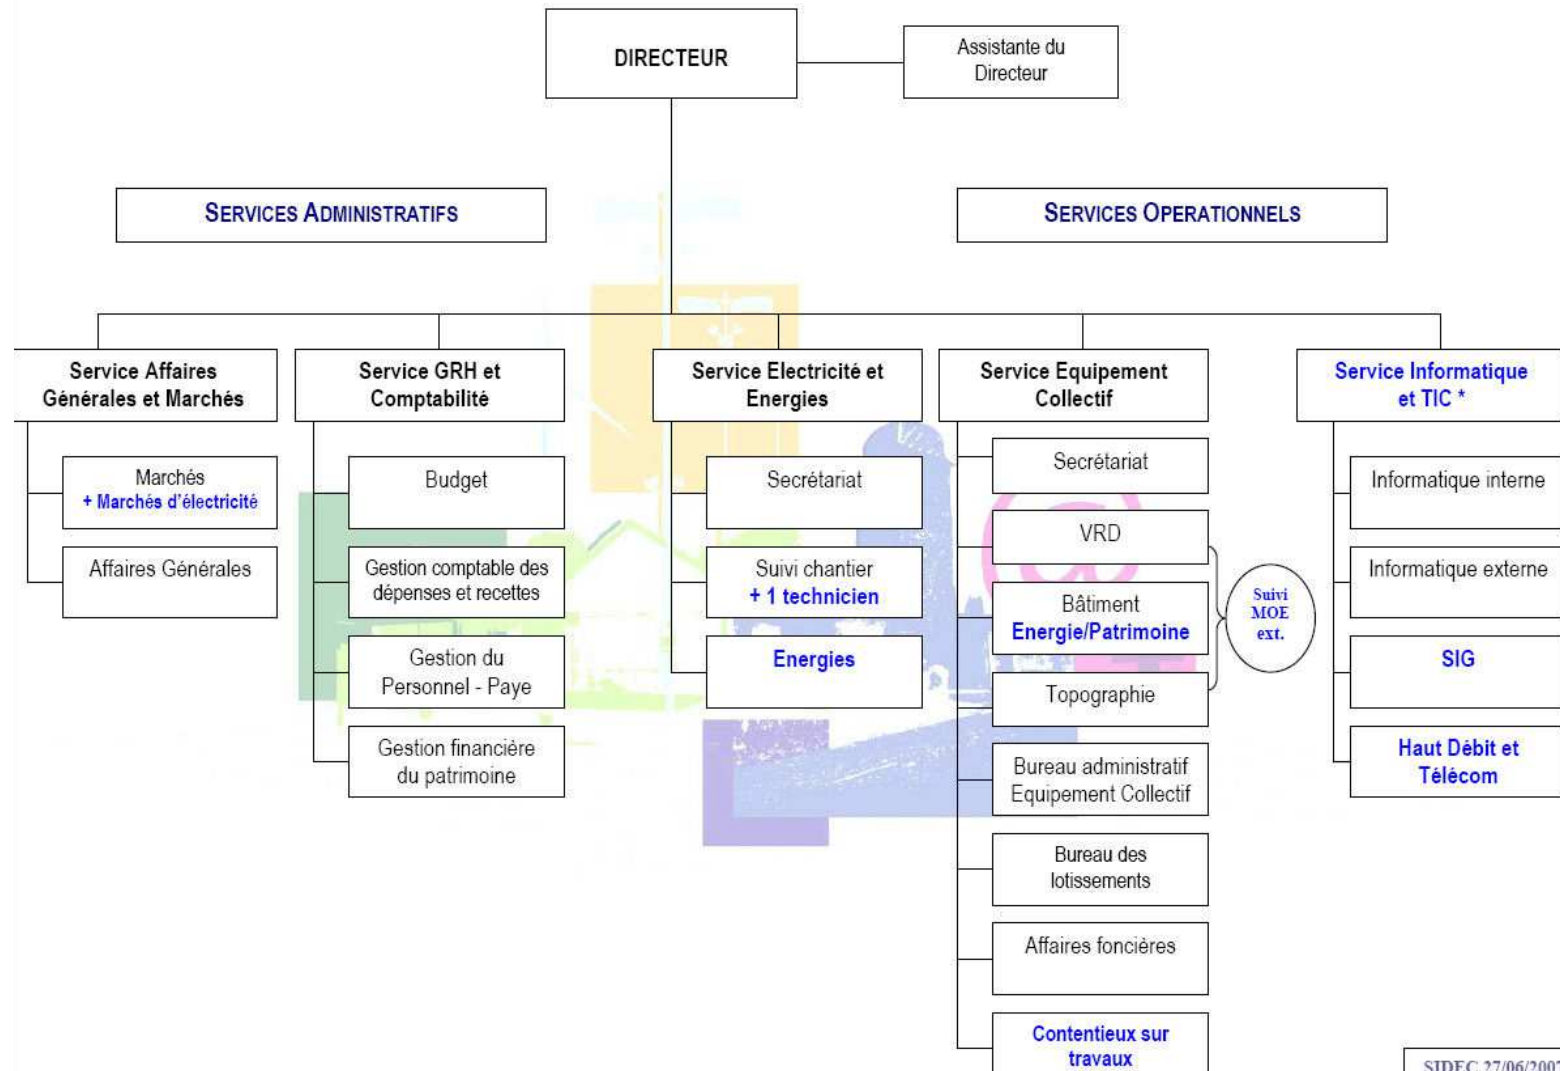 DIRECTEUR
Assistante du
Directeur
SERVICES ADMINISTRATIFS
SERVICES OPERATIONNELS
Service Affaires
Générales et Marchés
Marchés
+ Marchés d'électricité
Affaires Générales
Service GRH et
Comptabilité
Budget
Gestion comptable des
dépenses et recettes
Gestion du
Personnel - Paye
Gestion financière
du patrimoine
Service Electricité et
Energies
Secrétariat
Suivi chantier
+ 1 technicien
Energies
Service Equipement
Collectif
Secrétariat
VRD
Bâtiment
Energie/Patrimoine
Topographie
Suivi
MOE
ext.
Bureau administratif
Equipement Collectif
Bureau des
lotissements
Affaires foncières
Contentieux sur
travaux
Service Informatique
et TIC *
Informatique interne
Informatique externe
SIG
Haut Débit et
Télécom
SIDEC 27/06/2007